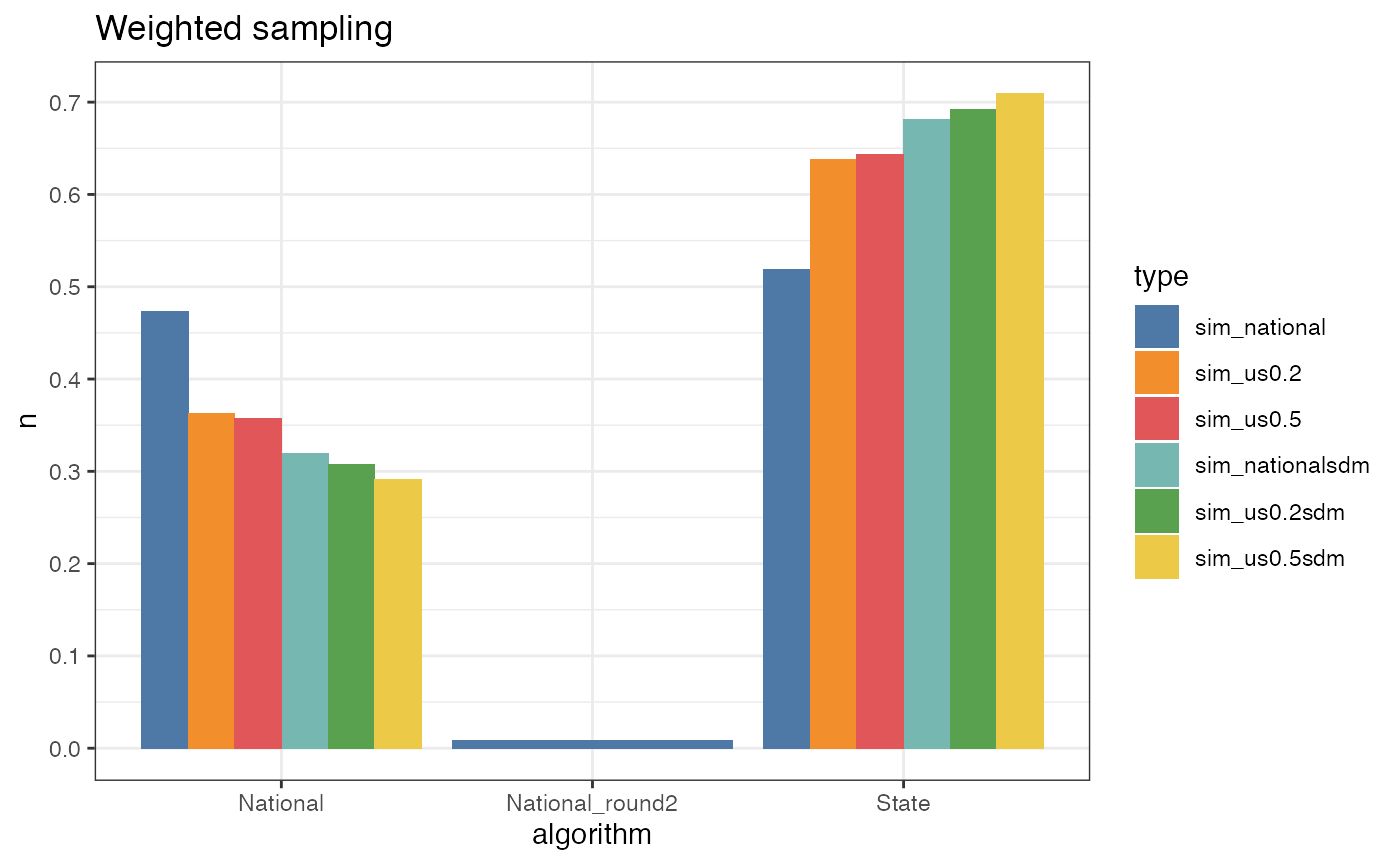 Weighted sampling
n
0.7
0.6
0.5
0.4
0.3
0.2
0.1
0.0
National
National_round2
State
algorithm
type
sim_national
sim_us0.2
sim_us0.5
sim_nationalsdm
sim_us0.2sdm
sim_us0.5sdm